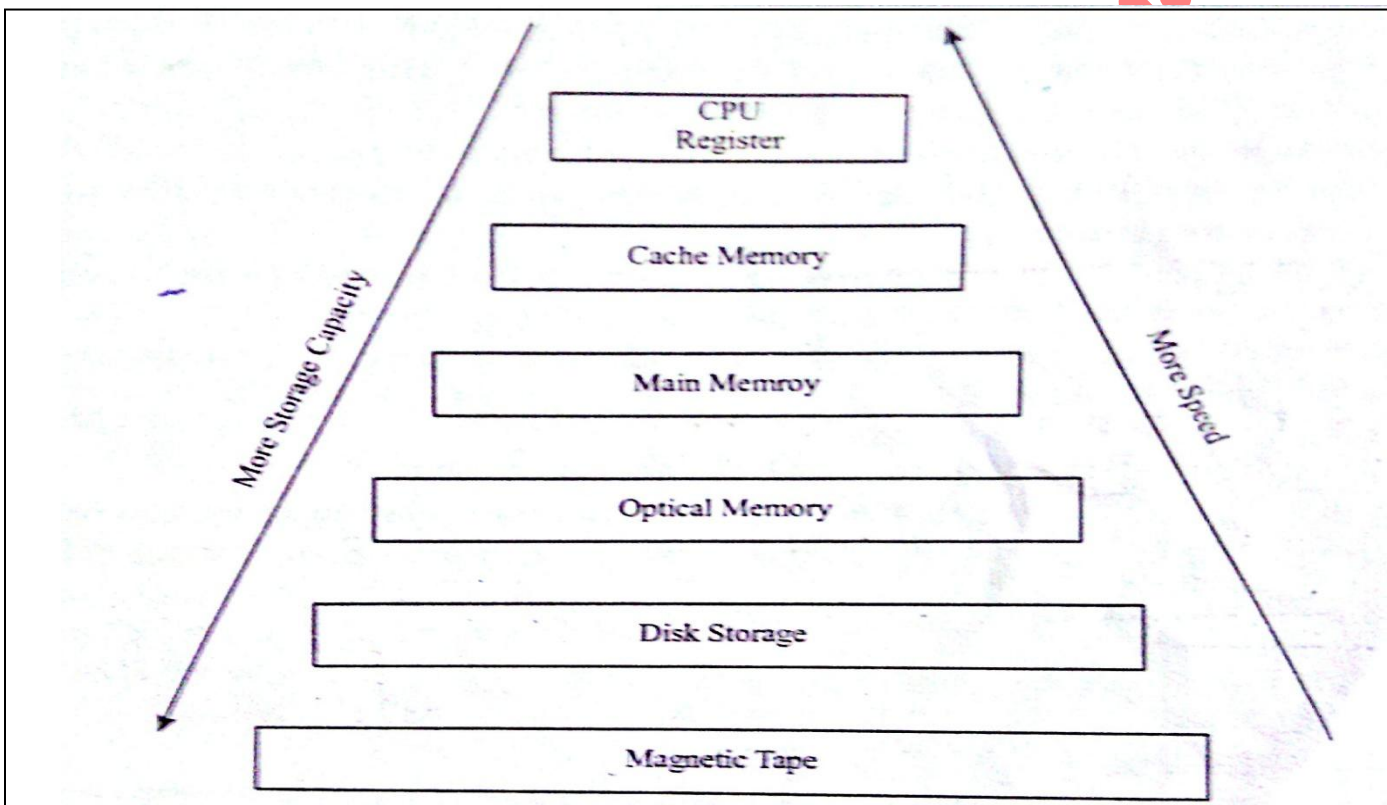 CPU
Register
Cache Memory
More Storage Capacity
Main Memroy
More Speed
Optical Memory
Disk Storage
Magnetic Tape